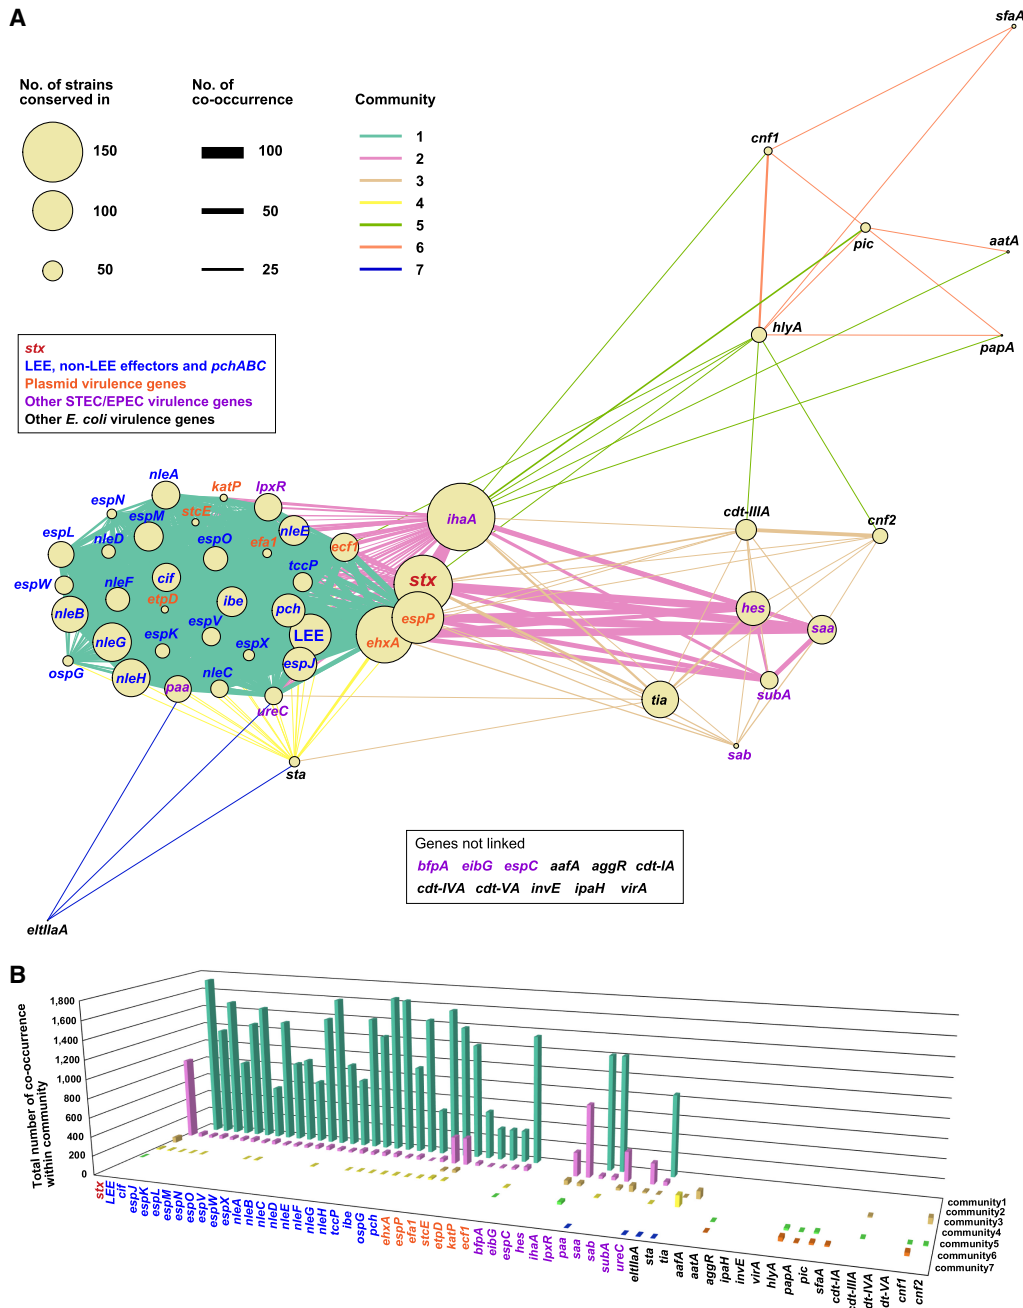 A
No. of strains
conserved in
150
100
50
No. of
co-occurrence
100
50
25
Community
1
2
3
4
5
6
7
stx
LEE, non-LEE effectors and pchABC
Plasmid virulence genes
Other STEC/EPEC virulence genes
Other E. coli virulence genes
sfaA
cnf1
pic
aatA
hlyA
papA
nleA
katP
lpxR
espN
espM
stcE
nleE
ihaA
cdt-IIIA
cnf2
espL
nleD
espO
efa1
ecf1
espW
nleF
cif
tccP
stx
etpD
ibe
pch
hes
nleB
espV
espP
saa
nleG
espK
espX
LEE
ehxA
ospG
nleH
paa
nleC
espJ
ureC
tia
subA
sab
sta
eltIIaA
Genes not linked
bfpA eibG espC aafA aggR cdt-IA
cdt-IVA cdt-VA invE ipaH virA
B
Total number of co-occurrence
within community
1,800
1,600
1,400
1,200
1,000
800
600
400
200
0
stx
LEE
cif
espJ
espK
espL
espM
espN
espO
espV
espW
espX
nleA
nleB
nleC
nleD
nleE
nleF
nleG
nleH
tccP
ibe
ospG
pch
ehxA
espP
efa1
stcE
etpD
katP
ecf1
bfpA
eibG
espC
hes
ihaA
lpxR
paa
saa
sab
subA
ureC
eltIIaA
sta
tia
aafA
aatA
aggR
ipaH
invE
virA
hlyA
papA
pic
sfaA
cdt-IA
cdt-IIIA
dt-IVA
dt-VA
cnf1
cnf2
community1
community2
community3
community4
community5
community6
community7